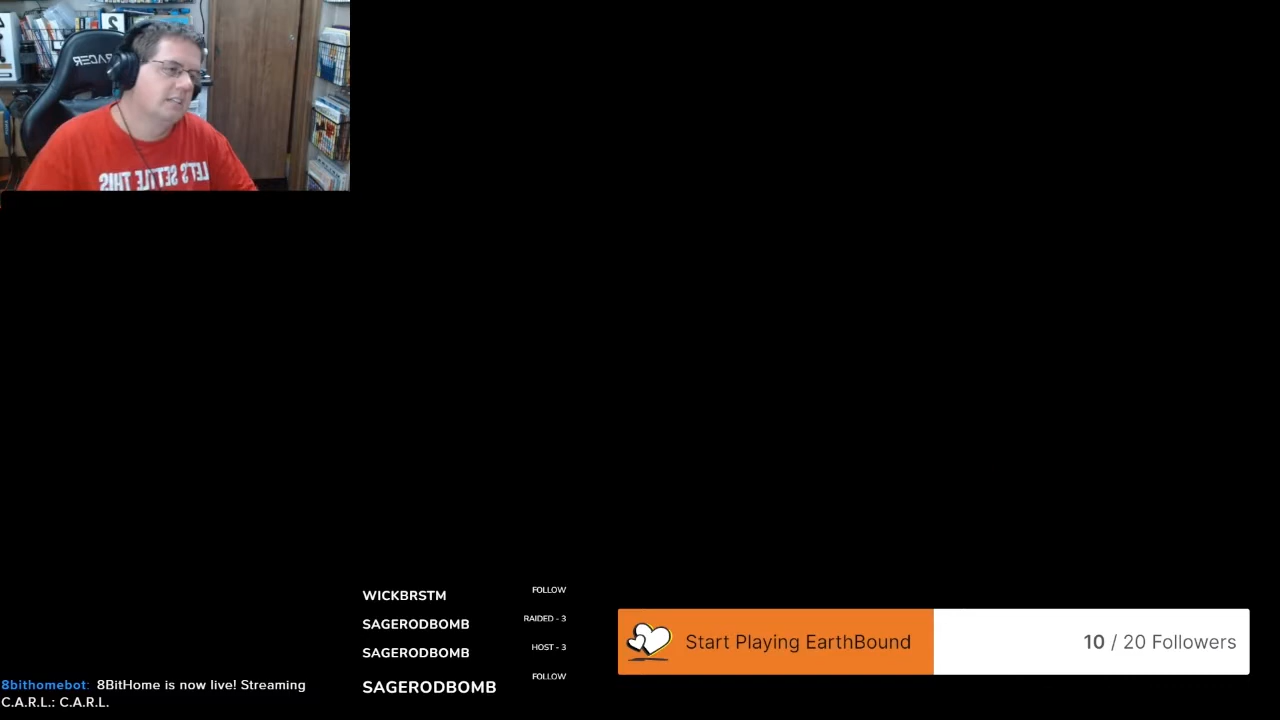 RACER
LET'S SETTLE THIS
WICKBRSTM FOLLOW
SAGERODBOMB RAIDED - 3
SAGERODBOMB HOST - 3
SAGERODBOMB FOLLOW
Start Playing EarthBound 10 / 20 Followers
8bithomebot: 8BitHome is now live! Streaming
C.A.R.L.: C.A.R.L.